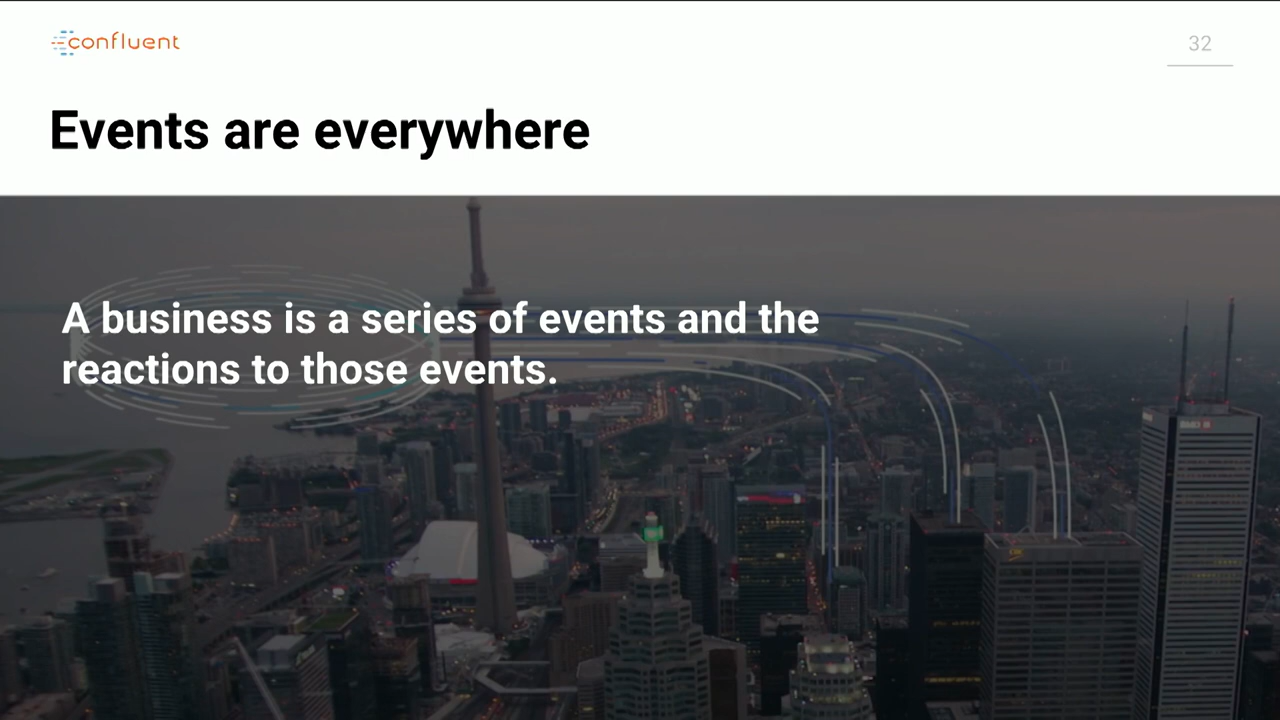 confluent
32
Events are everywhere
A business is a series of events and the
reactions to those events.